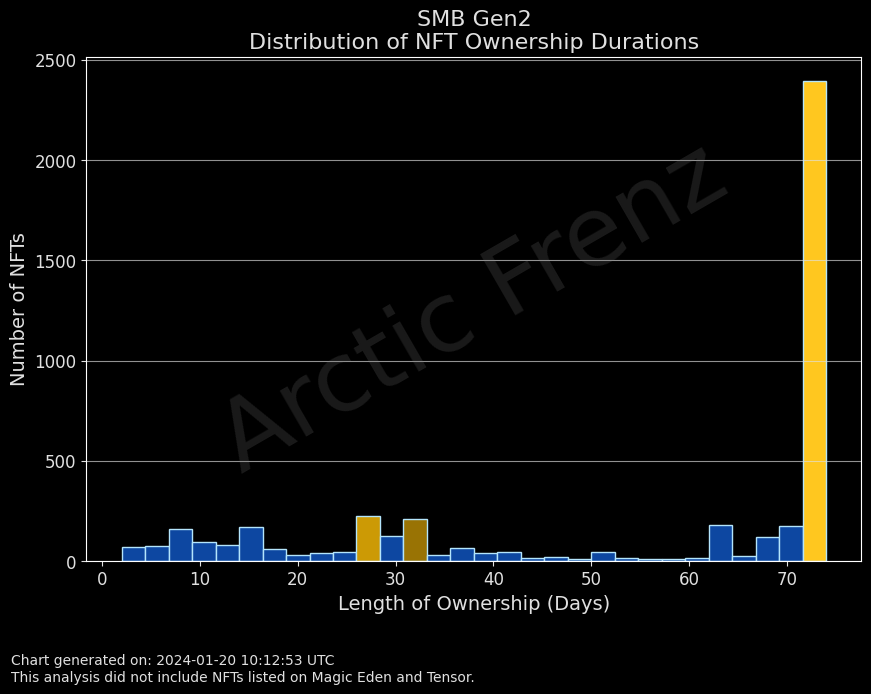 SMB Gen2
Distribution of NFT Ownership Durations
2500
2000
1500
1000
500
0
Number of NFTs
Arctic Frenz
0 10 20 30 40 50 60 70
Length of Ownership (Days)
Chart generated on: 2024-01-20 10:12:53 UTC
This analysis did not include NFTs listed on Magic Eden and Tensor.